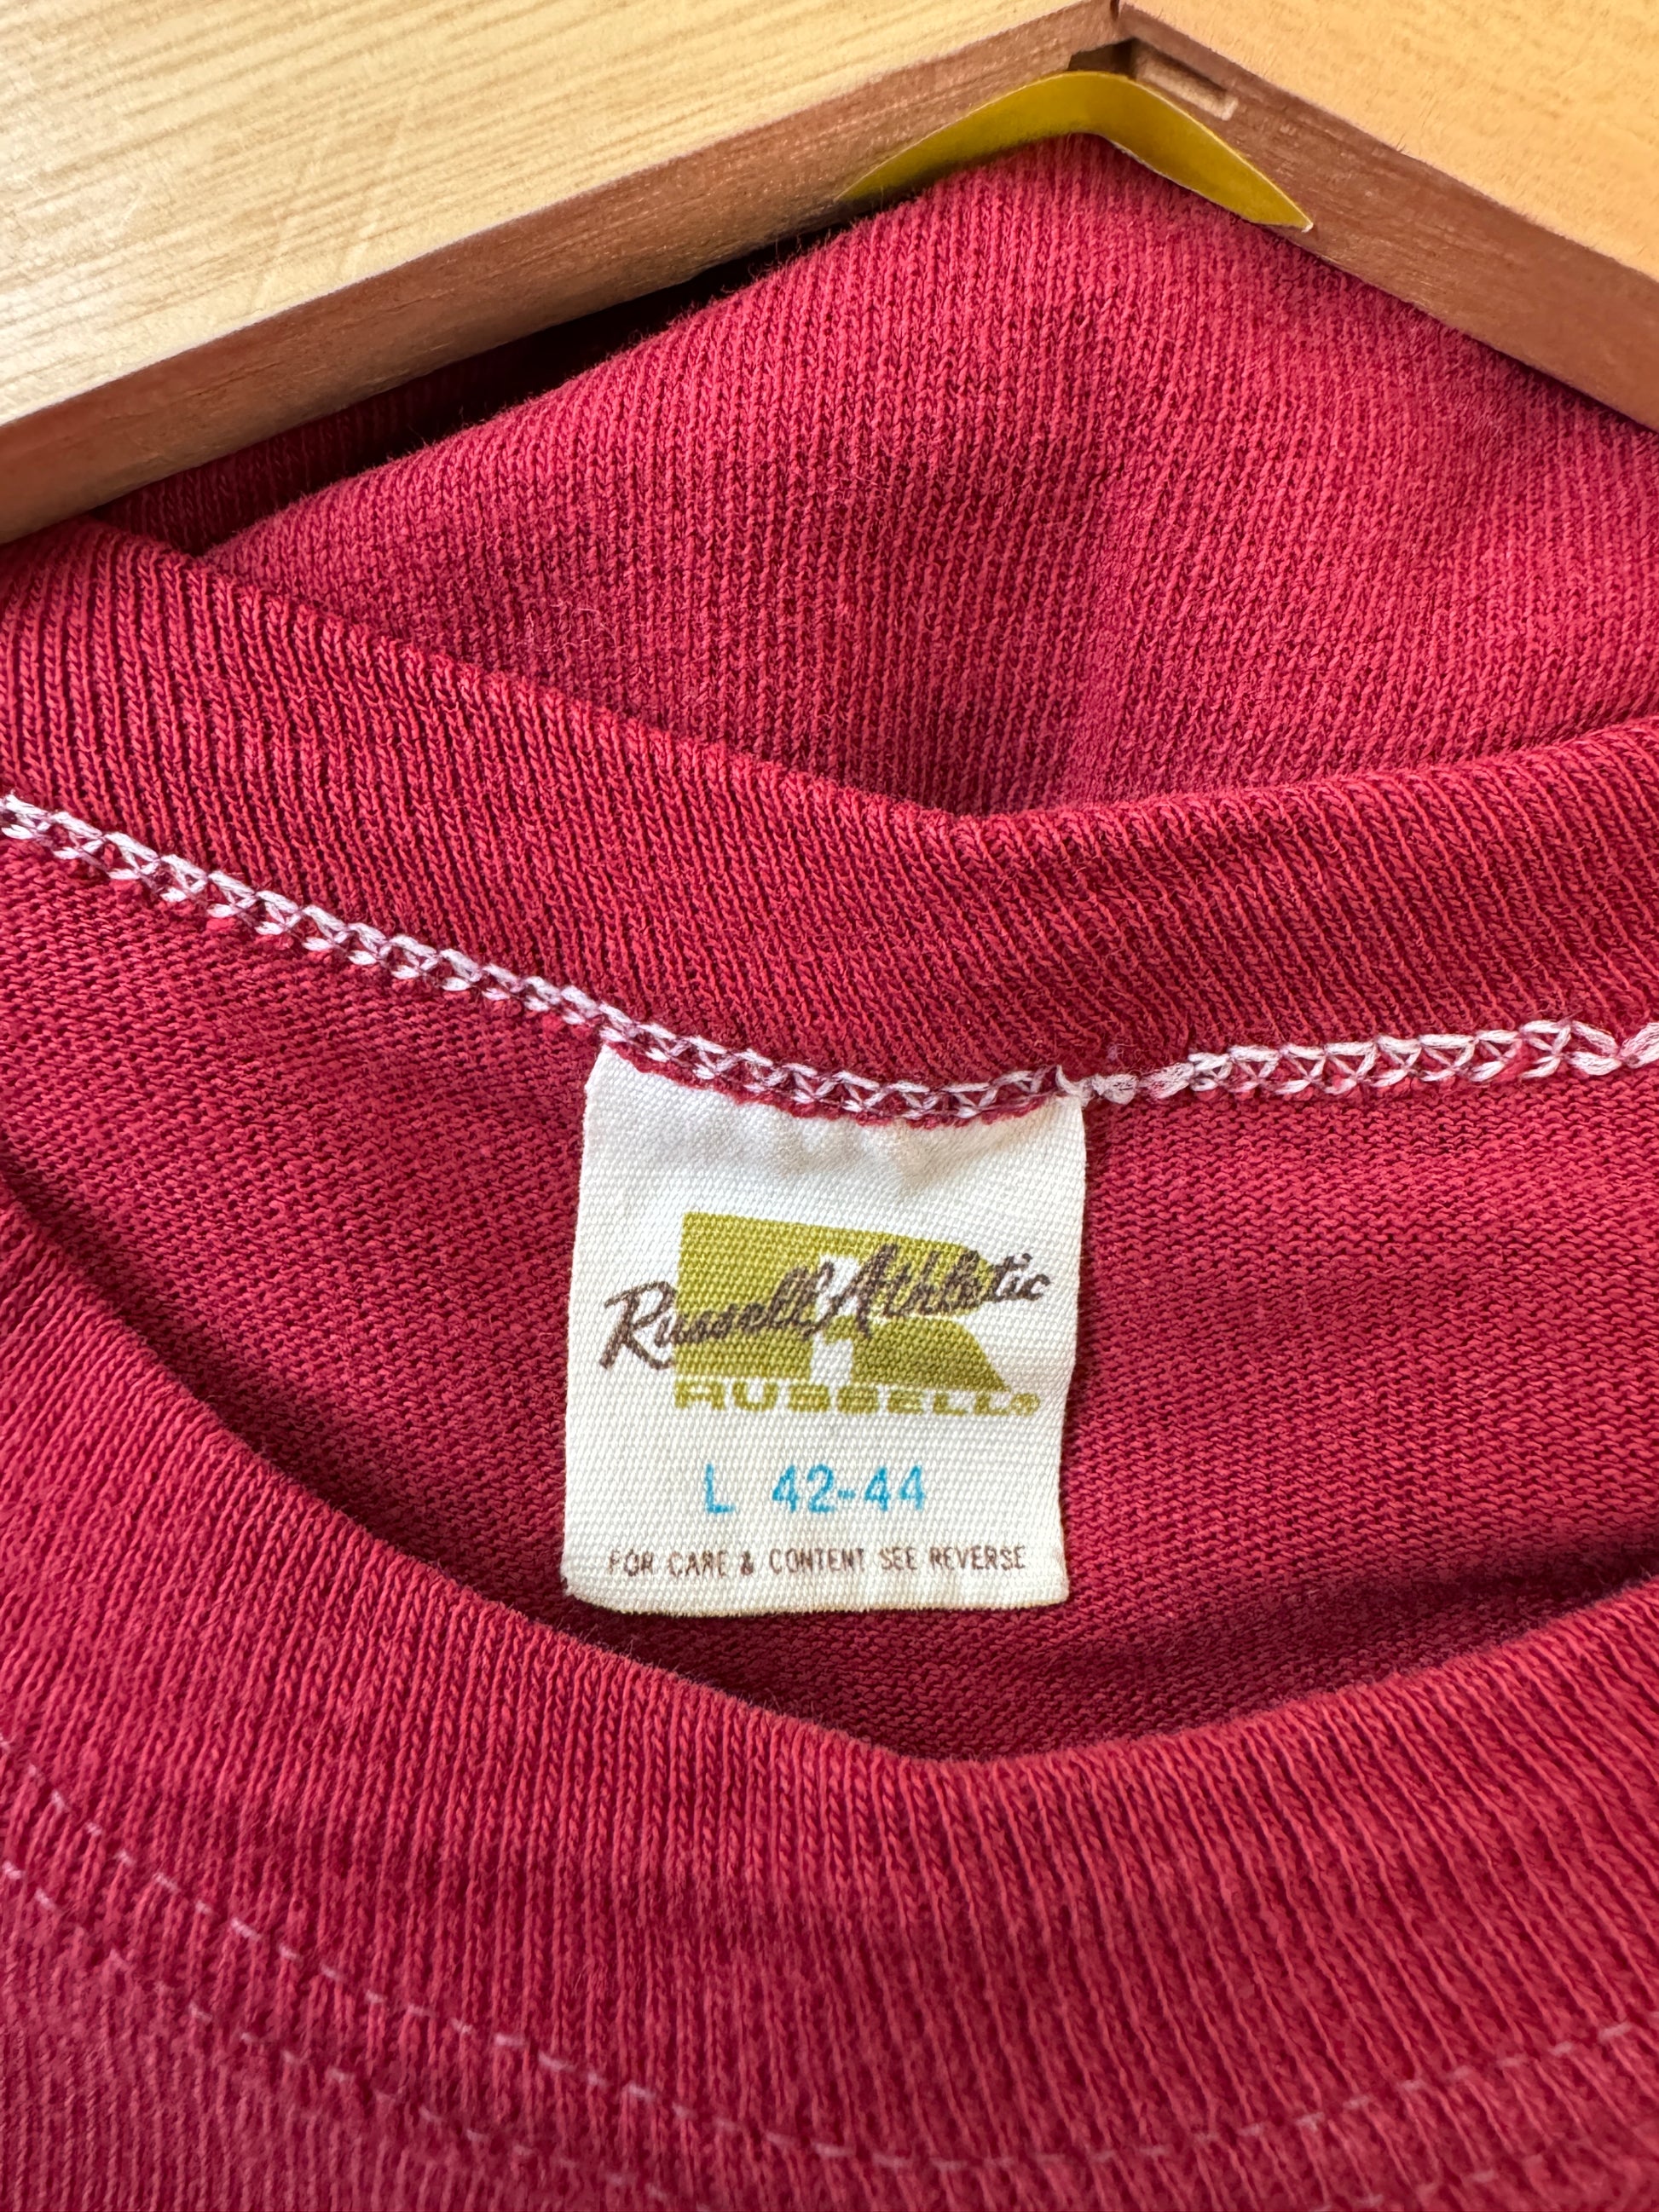 Russell Athletic
RUSSELL®
L 42-44
FOR CARE & CONTENT SEE REVERSE